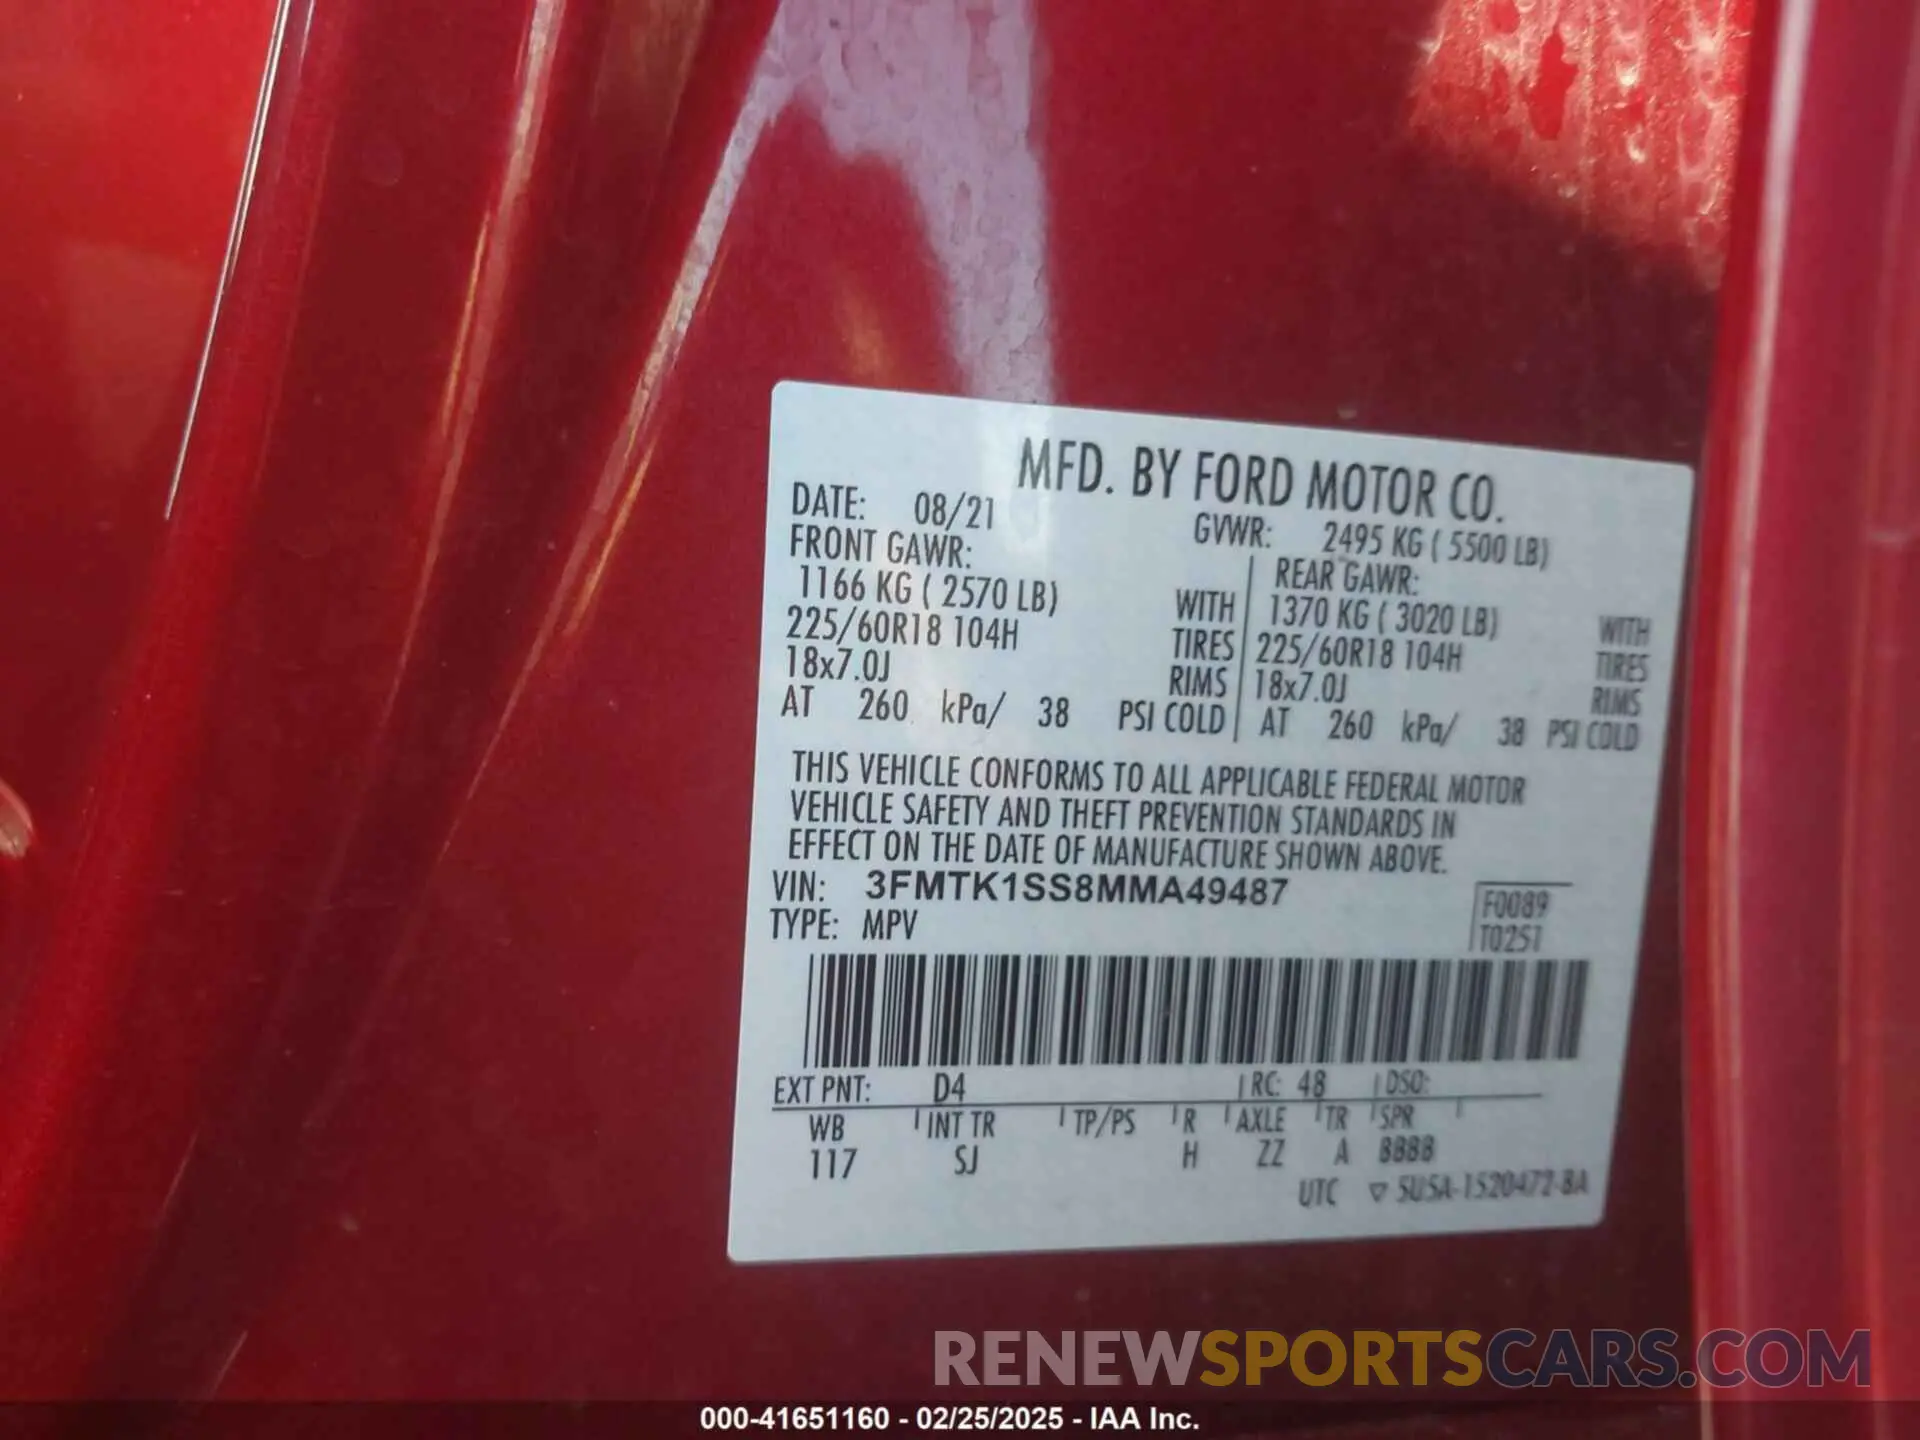 MFD. BY FORD MOTOR CO.
DATE: 08/21 GVWR: 2495 KG ( 5500 LB)
FRONT GAWR: REAR GAWR:
1166 KG ( 2570 LB) WITH 1370 KG ( 3020 LB) WITH
225/60R18 104H TIRES 225/60R18 104H TIRES
18x7.0J RIMS 18x7.0J RIMS
AT 260 kPa/ 38 PSI COLD AT 260 kPa/ 38 PSI COLD
THIS VEHICLE CONFORMS TO ALL APPLICABLE FEDERAL MOTOR
VEHICLE SAFETY AND THEFT PREVENTION STANDARDS IN
EFFECT ON THE DATE OF MANUFACTURE SHOWN ABOVE.
VIN: 3FMTK1SS8MMA49487
F0089
TYPE: MPV
T0251
EXT PNT: D4 RC: 48 DSO:
WB INT TR TP/PS R AXLE TR SPR
117 SJ H ZZ A 8888
UTC ▽ 5U5A-1520472-BA
RENEWSPORTSCARS.COM
000-41651160 - 02/25/2025 - IAA Inc.